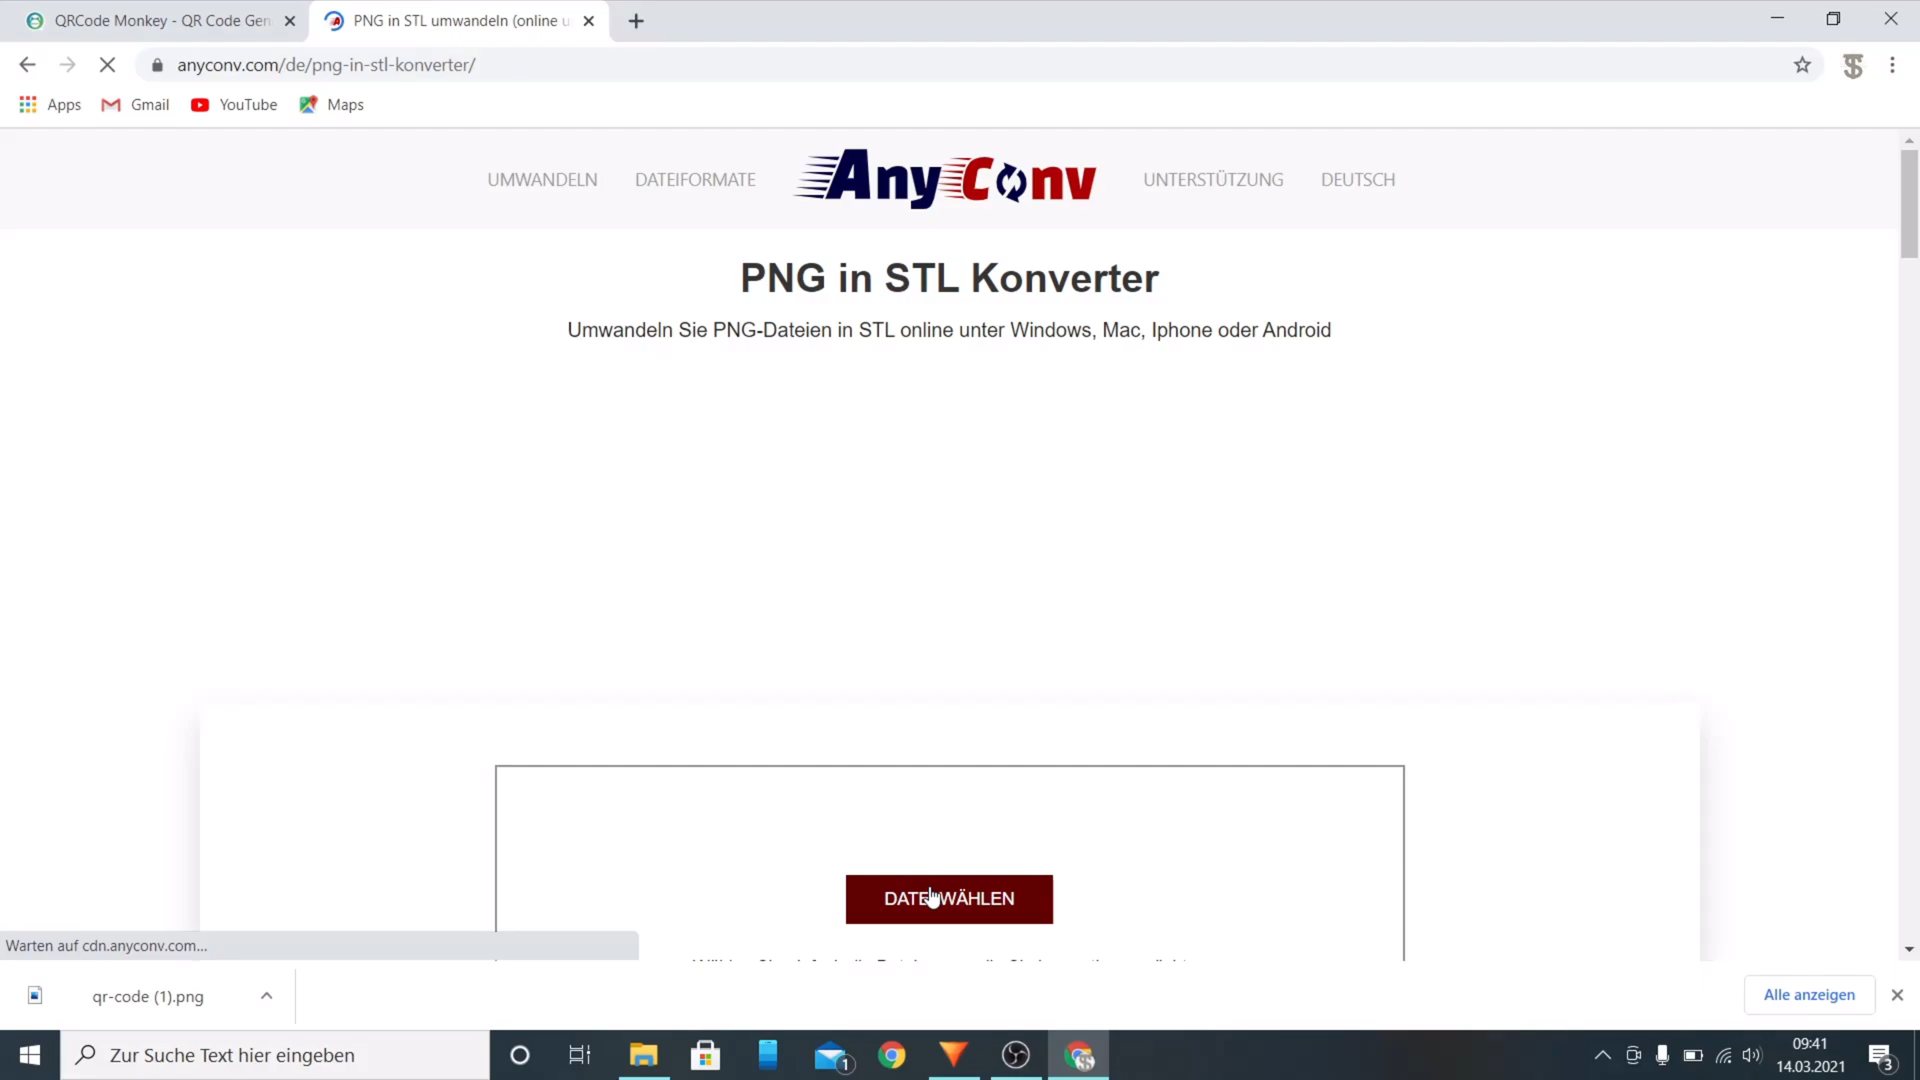 QRCode Monkey - QR Code Gen
PNG in STL umwandeln (online u
anyconv.com/de/png-in-stl-konverter/
Apps
Gmail
YouTube
Maps
UMWANDELN
DATEIFORMATE
AnyConv
UNTERSTÜTZUNG
DEUTSCH
PNG in STL Konverter
Umwandeln Sie PNG-Dateien in STL online unter Windows, Mac, Iphone oder Android
WÄHLEN
Warten auf cdn.anyconv.com...
qr-code (1).png
Alle anzeigen
Zur Suche Text hier eingeben
1
09:41
14.03.2021
3